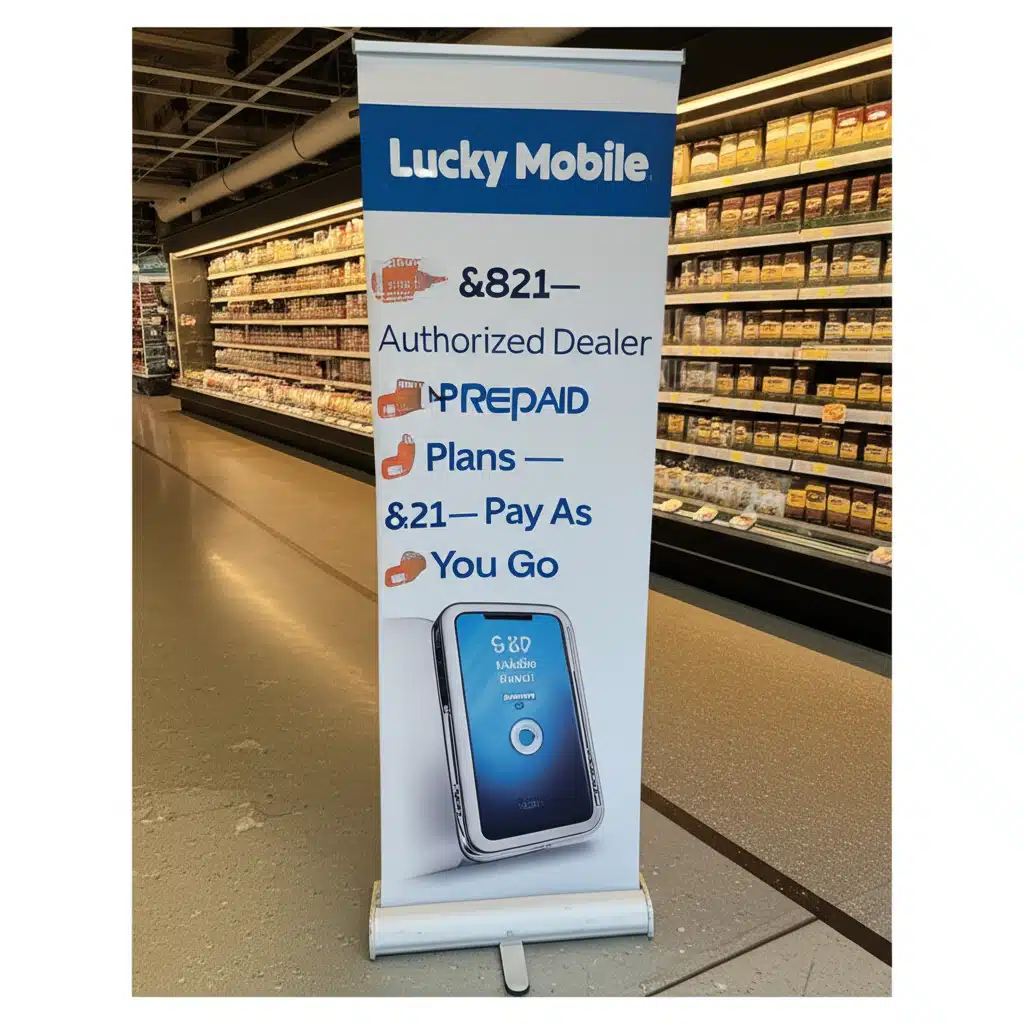 Lucky Mobile
&821—
Authorized Dealer
PREPAID
Plans —
&21— Pay As
You Go